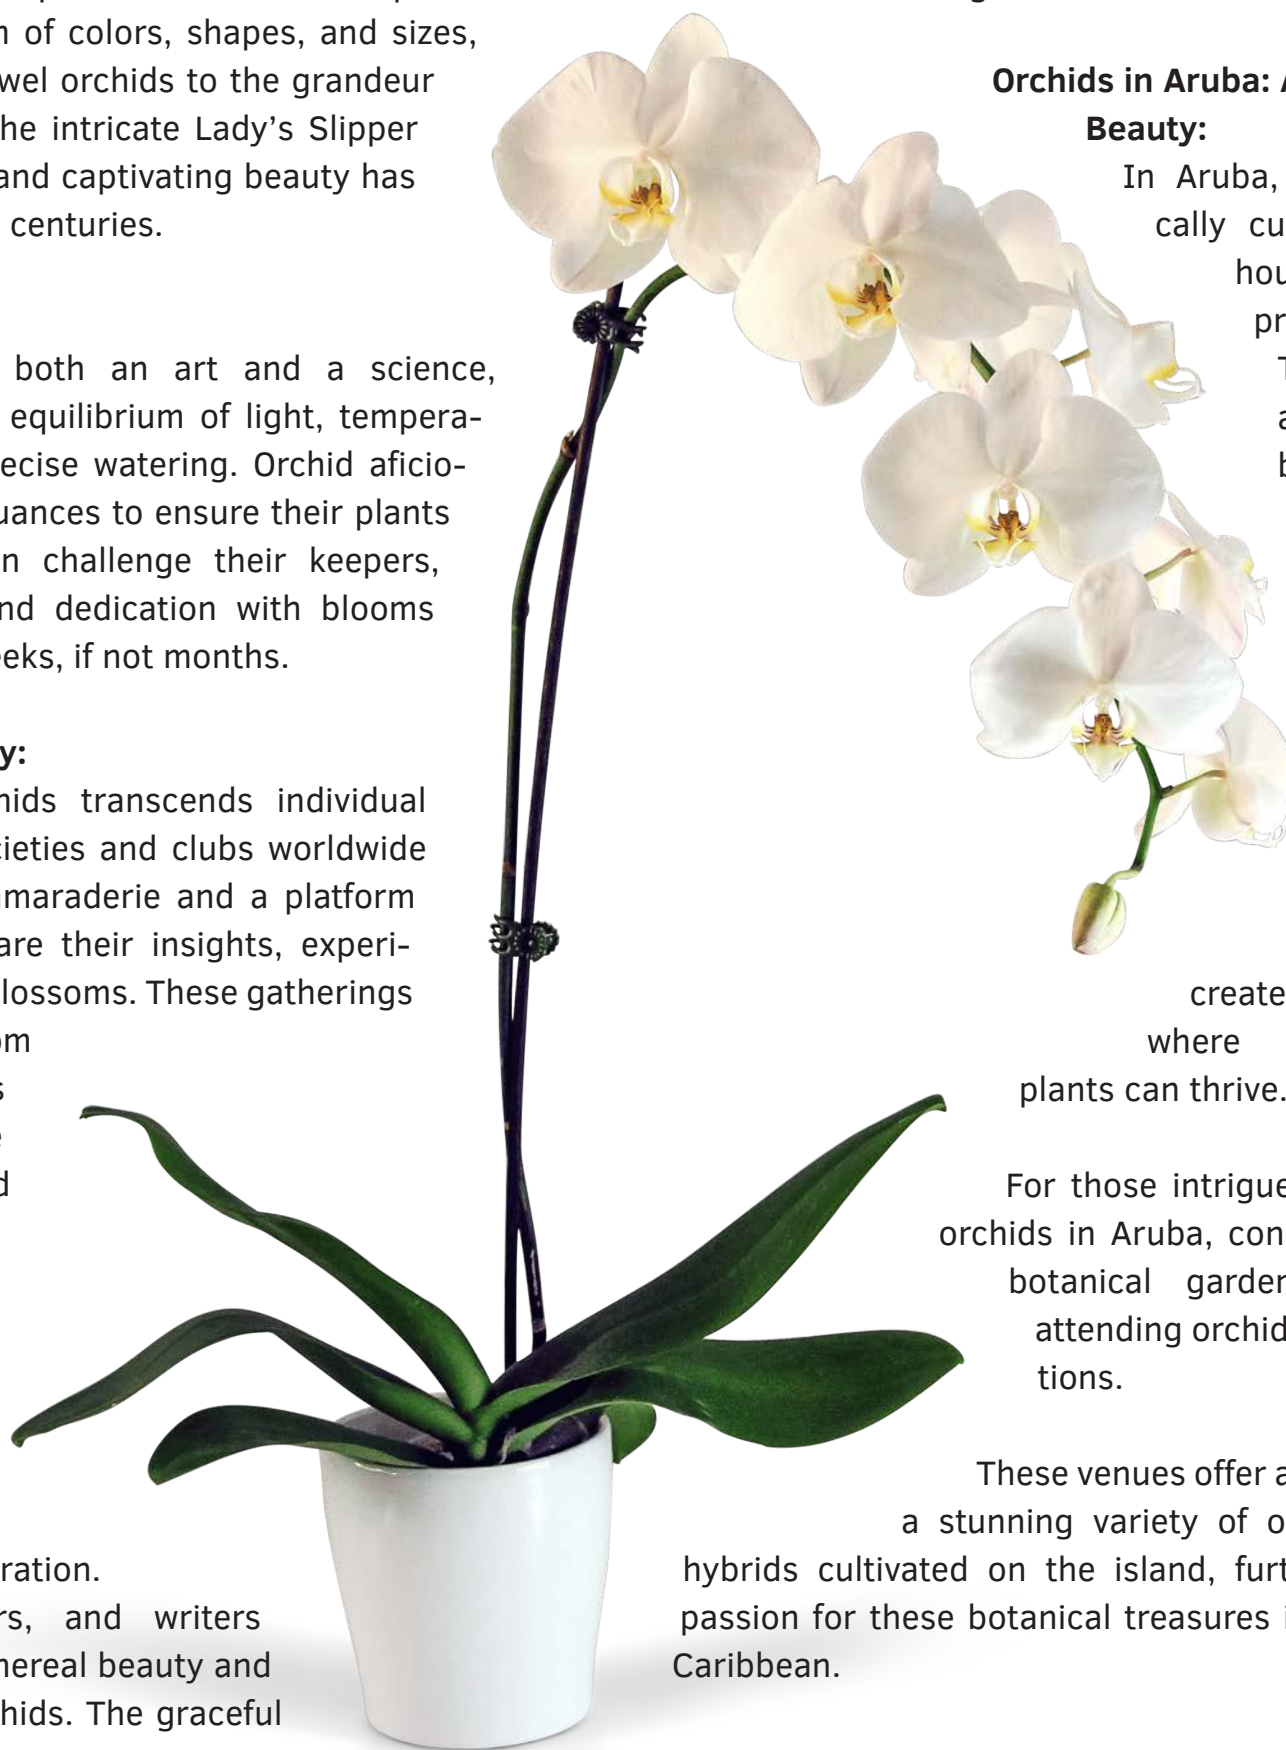 n of colors, shapes, and sizes,
wel orchids to the grandeur
he intricate Lady’s Slipper
and captivating beauty has
centuries.
both an art and a science,
equilibrium of light, tempera-
ecise watering. Orchid aficio-
uances to ensure their plants
n challenge their keepers,
nd dedication with blooms
eeks, if not months.
y:
hids transcends individual
cieties and clubs worldwide
amaraderie and a platform
are their insights, experi-
lossoms. These gatherings
om
s
e
d
ration.
rs, and writers
hereal beauty and
hids. The graceful
Orchids in Aruba: A
Beauty:
In Aruba,
cally cu
hou
pr
T
a
b
create
where
plants can thrive.
For those intrigue
orchids in Aruba, con
botanical garden
attending orchid
tions.
These venues offer a
a stunning variety of o
hybrids cultivated on the island, furt
passion for these botanical treasures i
Caribbean.